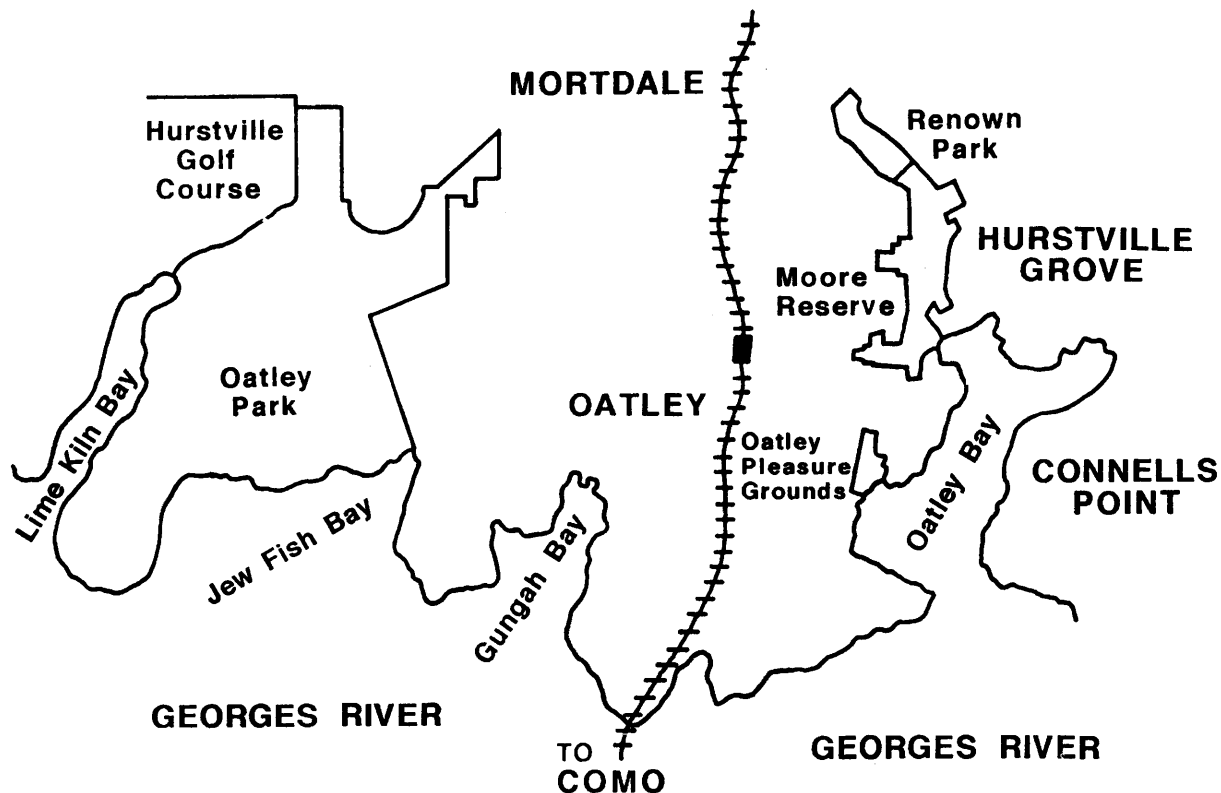 MORTDALE
Hurstville
Golf
Course
Renown
Park
HURSTVILLE
GROVE
Moore
Reserve
Oatley
Park
OATLEY
Lime Kiln Bay
Oatley
Pleasure
Grounds
Oatley Bay
CONNELLS
POINT
Jew Fish Bay
Gungah Bay
GEORGES RIVER
GEORGES RIVER
TO
COMO